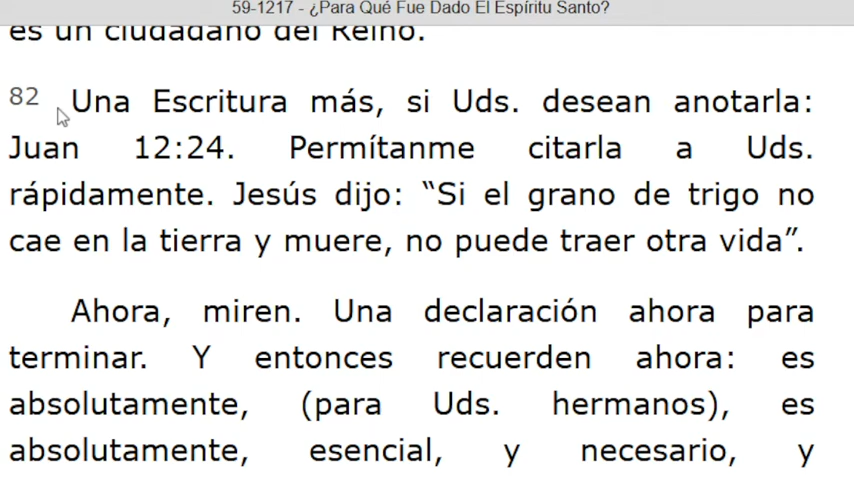 59-1217 - ¿Para Qué Fue Dado El Espíritu Santo?
es un ciudadano del Reino.
82 Una Escritura más, si Uds. desean anotarla:
Juan 12:24. Permítanme citarla a Uds.
rápidamente. Jesús dijo: “Si el grano de trigo no
cae en la tierra y muere, no puede traer otra vida”.
Ahora, miren. Una declaración ahora para
terminar. Y entonces recuerden ahora: es
absolutamente, (para Uds. hermanos), es
absolutamente, esencial, y necesario, y